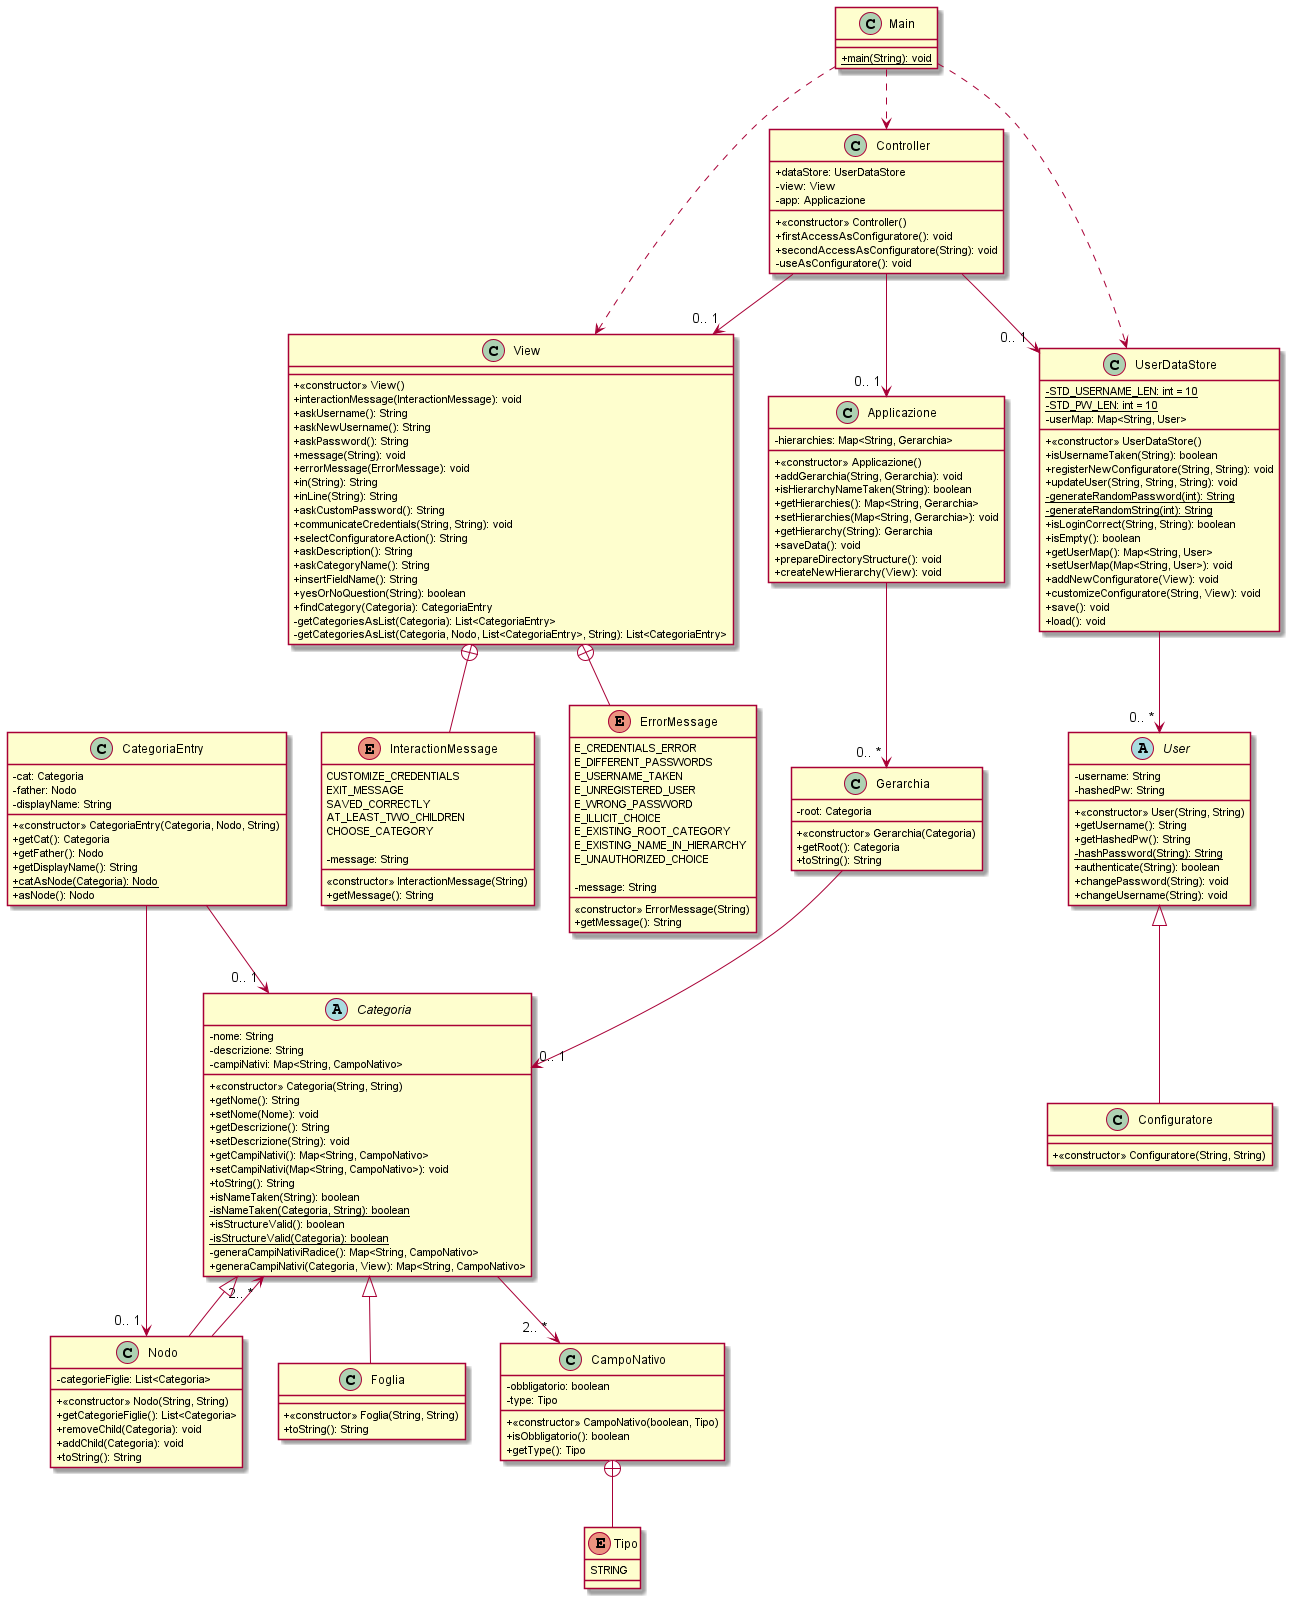 C Main
+main(String): void
C Controller
+dataStore: UserDataStore
-view: View
-app: Applicazione
+«constructor» Controller()
+firstAccessAsConfiguratore(): void
+secondAccessAsConfiguratore(String): void
-useAsConfiguratore(): void
0.. 1
0.. 1
0.. 1
C View
+«constructor» View()
+interactionMessage(InteractionMessage): void
+askUsername(): String
+askNewUsername(): String
+askPassword(): String
+message(String): void
+errorMessage(ErrorMessage): void
+in(String): String
+inLine(String): String
+askCustomPassword(): String
+communicateCredentials(String, String): void
+selectConfiguratoreAction(): String
+askDescription(): String
+askCategoryName(): String
+insertFieldName(): String
+yesOrNoQuestion(String): boolean
+findCategory(Categoria): CategoriaEntry
-getCategoriesAsList(Categoria): List<CategoriaEntry>
-getCategoriesAsList(Categoria, Nodo, List<CategoriaEntry>, String): List<CategoriaEntry>
C Applicazione
-hierarchies: Map<String, Gerarchia>
+«constructor» Applicazione()
+addGerarchia(String, Gerarchia): void
+isHierarchyNameTaken(String): boolean
+getHierarchies(): Map<String, Gerarchia>
+setHierarchies(Map<String, Gerarchia>): void
+getHierarchy(String): Gerarchia
+saveData(): void
+prepareDirectoryStructure(): void
+createNewHierarchy(View): void
C UserDataStore
-STD_USERNAME_LEN: int = 10
-STD_PW_LEN: int = 10
-userMap: Map<String, User>
+«constructor» UserDataStore()
+isUsernameTaken(String): boolean
+registerNewConfiguratore(String, String): void
+updateUser(String, String, String): void
-generateRandomPassword(int): String
-generateRandomString(int): String
+isLoginCorrect(String, String): boolean
+isEmpty(): boolean
+getUserMap(): Map<String, User>
+setUserMap(Map<String, User>): void
+addNewConfiguratore(View): void
+customizeConfiguratore(String, View): void
+save(): void
+load(): void
0.. *
0.. *
C CategoriaEntry
-cat: Categoria
-father: Nodo
-displayName: String
+«constructor» CategoriaEntry(Categoria, Nodo, String)
+getCat(): Categoria
+getFather(): Nodo
+getDisplayName(): String
+catAsNode(Categoria): Nodo
+asNode(): Nodo
E InteractionMessage
CUSTOMIZE_CREDENTIALS
EXIT_MESSAGE
SAVED_CORRECTLY
AT_LEAST_TWO_CHILDREN
CHOOSE_CATEGORY
-message: String
«constructor» InteractionMessage(String)
+getMessage(): String
E ErrorMessage
E_CREDENTIALS_ERROR
E_DIFFERENT_PASSWORDS
E_USERNAME_TAKEN
E_UNREGISTERED_USER
E_WRONG_PASSWORD
E_ILLICIT_CHOICE
E_EXISTING_ROOT_CATEGORY
E_EXISTING_NAME_IN_HIERARCHY
E_UNAUTHORIZED_CHOICE
-message: String
«constructor» ErrorMessage(String)
+getMessage(): String
C Gerarchia
-root: Categoria
+«constructor» Gerarchia(Categoria)
+getRoot(): Categoria
+toString(): String
A User
-username: String
-hashedPw: String
+«constructor» User(String, String)
+getUsername(): String
+getHashedPw(): String
-hashPassword(String): String
+authenticate(String): boolean
+changePassword(String): void
+changeUsername(String): void
0.. 1
0.. 1
A Categoria
-nome: String
-descrizione: String
-campiNativi: Map<String, CampoNativo>
+«constructor» Categoria(String, String)
+getNome(): String
+setNome(Nome): void
+getDescrizione(): String
+setDescrizione(String): void
+getCampiNativi(): Map<String, CampoNativo>
+setCampiNativi(Map<String, CampoNativo>): void
+toString(): String
+isNameTaken(String): boolean
-isNameTaken(Categoria, String): boolean
+isStructureValid(): boolean
-isStructureValid(Categoria): boolean
-generaCampiNativiRadice(): Map<String, CampoNativo>
+generaCampiNativi(Categoria, View): Map<String, CampoNativo>
C Configuratore
+«constructor» Configuratore(String, String)
2.. *
0.. 1
2.. *
C Nodo
-categorieFiglie: List<Categoria>
+«constructor» Nodo(String, String)
+getCategorieFiglie(): List<Categoria>
+removeChild(Categoria): void
+addChild(Categoria): void
+toString(): String
C Foglia
+«constructor» Foglia(String, String)
+toString(): String
C CampoNativo
-obbligatorio: boolean
-type: Tipo
+«constructor» CampoNativo(boolean, Tipo)
+isObbligatorio(): boolean
+getType(): Tipo
E Tipo
STRING